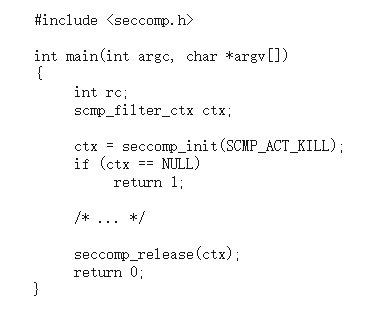 #include <seccomp.h>
int main(int argc, char *argv[])
{
int rc;
scmp_filter_ctx ctx;
ctx = seccomp_init(SCMP_ACT_KILL);
if (ctx == NULL)
return 1;
/* ... */
seccomp_release(ctx);
return 0;
}